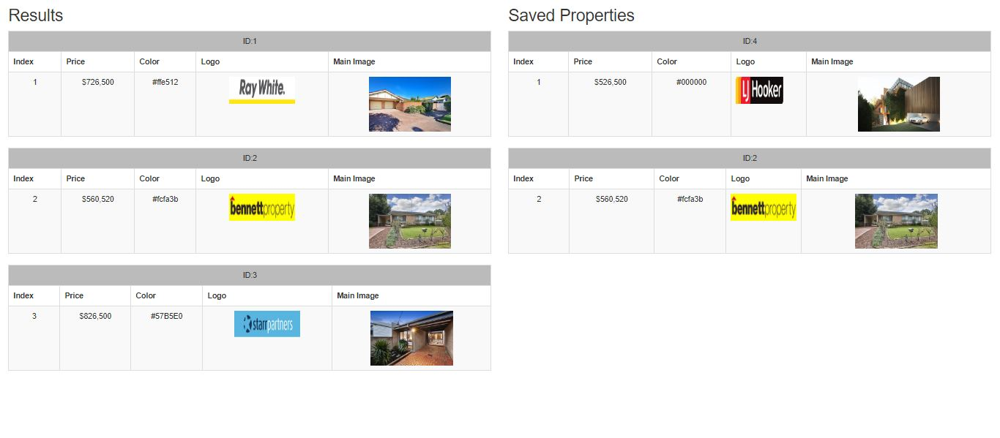 Results
ID:1
Index Price Color Logo Main Image
1 $726,500 #ffe512 Ray White.
ID:2
Index Price Color Logo Main Image
2 $560,520 #fcfa3b bennettproperty
ID:3
Index Price Color Logo Main Image
3 $826,500 #57B5E0 starrpartners
Saved Properties
ID:4
Index Price Color Logo Main Image
1 $526,500 #000000 LJ Hooker
ID:2
Index Price Color Logo Main Image
2 $560,520 #fcfa3b bennettproperty